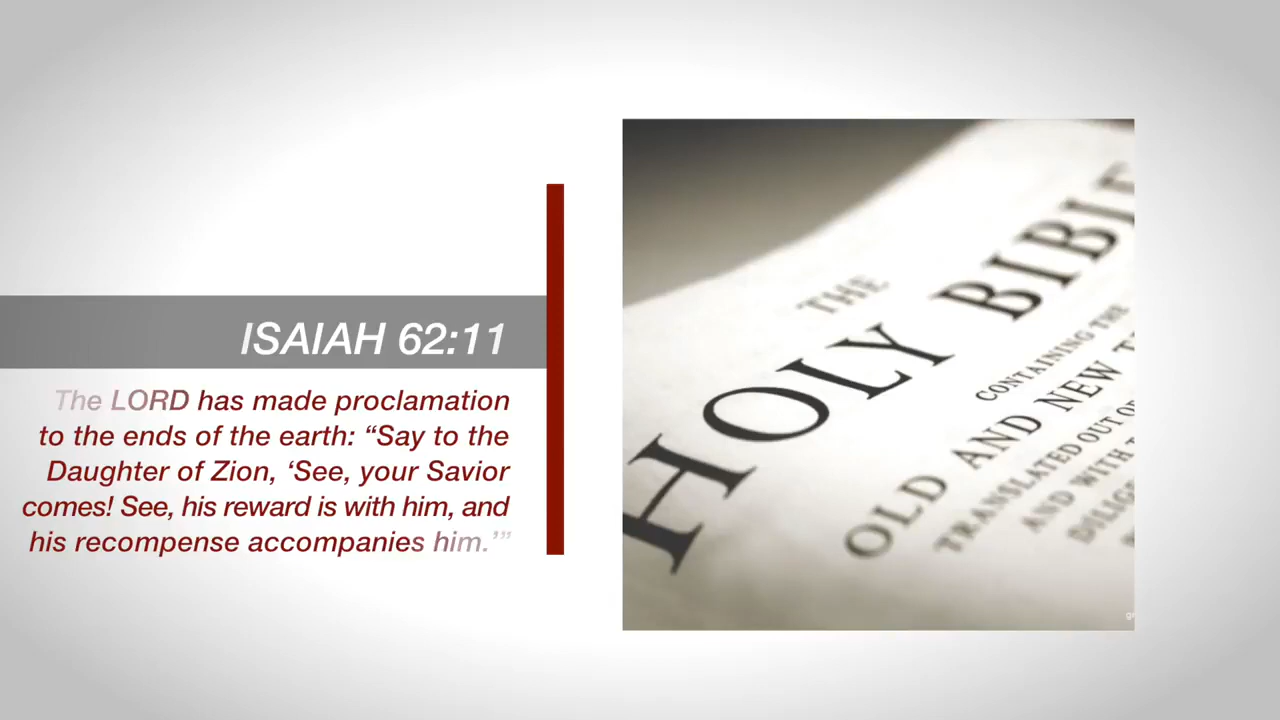 ISAIAH 62:11
The LORD has made proclamation
to the ends of the earth: “Say to the
Daughter of Zion, ‘See, your Savior
comes! See, his reward is with him, and
his recompense accompanies him.’”
THE
HOLY BIBLE
CONTAINING THE
OLD AND NEW
TRANSLATED OUT OF
AND WITH